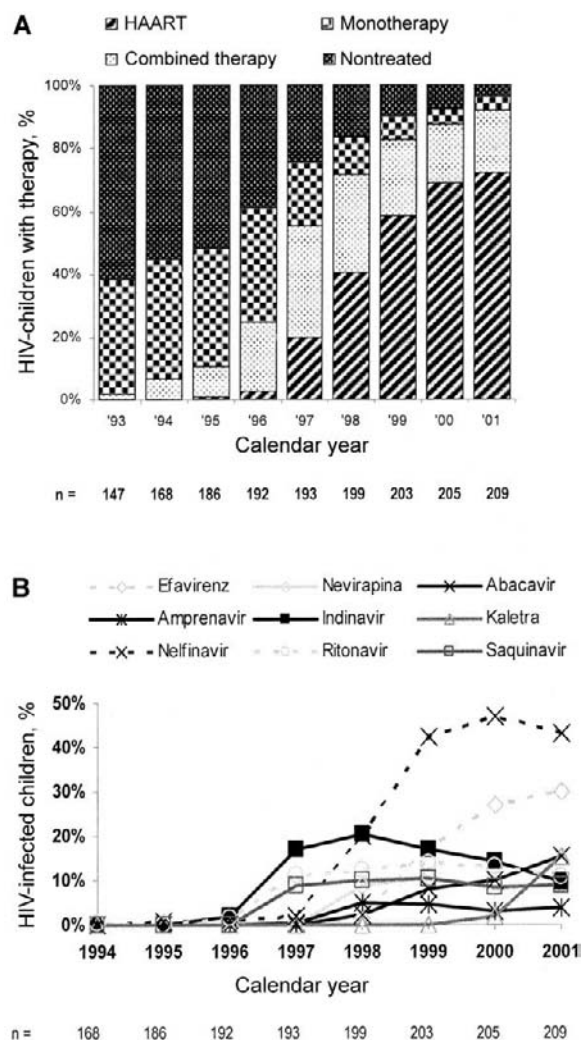 A
HAART Monotherapy
Combined therapy Nontreated
100%
80%
60%
40%
20%
0%
HIV-children with therapy, %
'93 '94 '95 '96 '97 '98 '99 '00 '01
Calendar year
n = 147 168 186 192 193 199 203 205 209
B
Efavirenz Nevirapina Abacavir
Amprenavir Indinavir Kaletra
Nelfinavir Ritonavir Saquinavir
50%
40%
30%
20%
10%
0%
HIV-infected children, %
1994 1995 1996 1997 1998 1999 2000 2001
Calendar year
n = 168 186 192 193 199 203 205 209